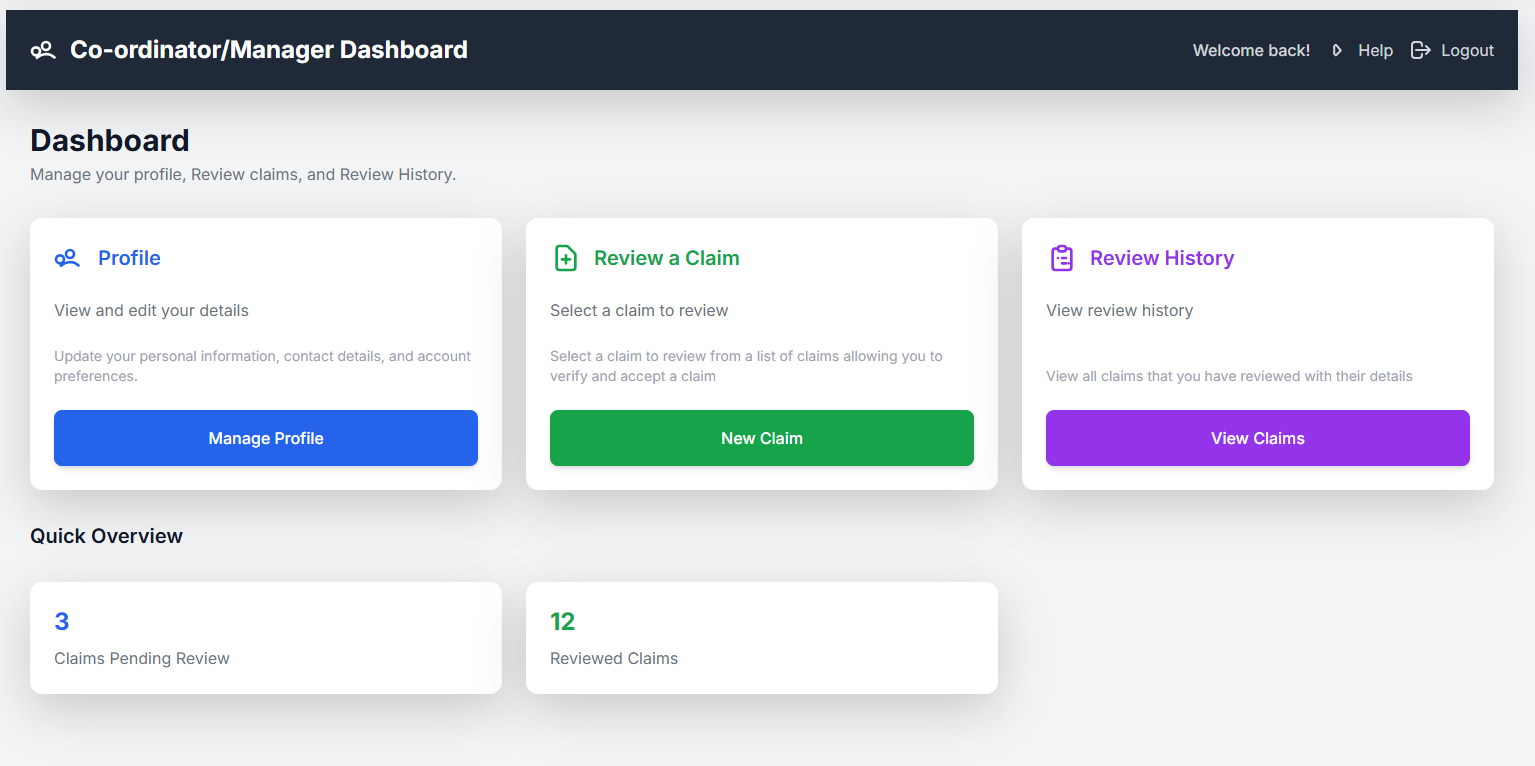 Co-ordinator/Manager Dashboard
Welcome back!
Help
Logout
Dashboard
Manage your profile, Review claims, and Review History.
Profile
View and edit your details
Update your personal information, contact details, and account
preferences.
Manage Profile
Review a Claim
Select a claim to review
Select a claim to review from a list of claims allowing you to
verify and accept a claim
New Claim
Review History
View review history
View all claims that you have reviewed with their details
View Claims
Quick Overview
3
Claims Pending Review
12
Reviewed Claims